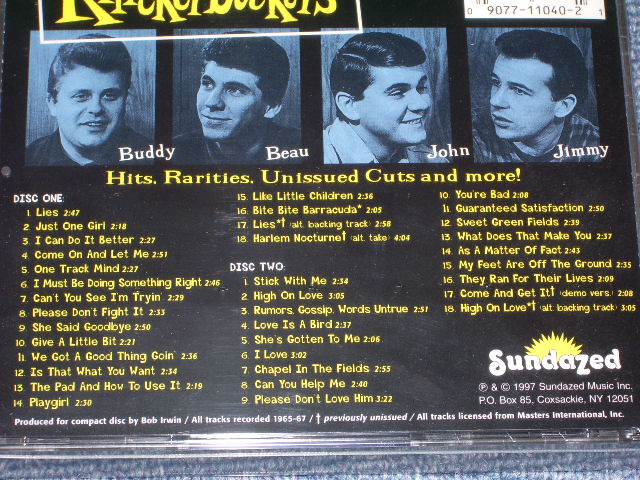 Knickerbockers
0 9077-11040-2 1
Buddy
Beau
John
Jimmy
Hits, Rarities, Unissued Cuts and more!
DISC ONE:
1. Lies 2:47
2. Just One Girl 2:18
3. I Can Do It Better 2:27
4. Come On And Let Me 2:51
5. One Track Mind 2:27
6. I Must Be Doing Something Right 2:46
7. Can't You See I'm Tryin' 2:29
8. Please Don't Fight It 2:33
9. She Said Goodbye 2:50
10. Give A Little Bit 2:21
11. We Got A Good Thing Goin' 2:36
12. Is That What You Want 2:34
13. The Pad And How To Use It 2:19
14. Playgirl 2:30
15. Like Little Children 2:36
16. Bite Bite Barracuda* 2:05
17. Lies*† (alt. backing track) 2:58
18. Harlem Nocturne† (alt. take) 4:04
DISC TWO:
1. Stick With Me 2:34
2. High On Love 3:05
3. Rumors, Gossip, Words Untrue 2:51
4. Love Is A Bird 2:37
5. She's Gotten To Me 2:06
6. I Love 3:02
7. Chapel In The Fields 2:55
8. Can You Help Me 2:40
9. Please Don't Love Him 3:22
10. You're Bad 2:08
11. Guaranteed Satisfaction 2:50
12. Sweet Green Fields 2:39
13. What Does That Make You 2:37
14. As A Matter Of Fact 2:43
15. My Feet Are Off The Ground 2:35
16. They Ran For Their Lives 2:09
17. Come And Get It† (demo vers.) 2:08
18. High On Love*† (alt. backing track) 3:05
Sundazed
℗ & © 1997 Sundazed Music Inc.
P.O. Box 85, Coxsackie, NY 12051
Produced for compact disc by Bob Irwin / All tracks recorded 1965-67 / † previously unissued / All tracks licensed from Masters International, Inc.